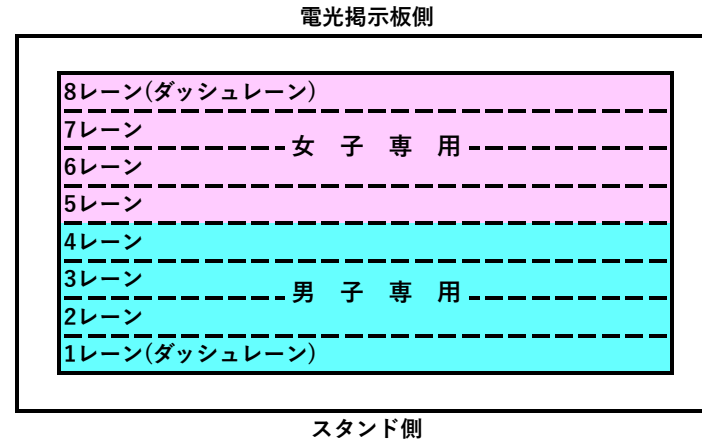 電光掲示板側
8レーン(ダッシュレーン)
7レーン
女子専用
6レーン
5レーン
4レーン
3レーン
男子専用
2レーン
1レーン(ダッシュレーン)
スタンド側